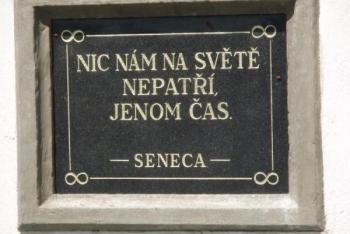 NIC NÁM NA SVĚTĚ
NEPATŘÍ,
JENOM ČAS.
— SENECA —